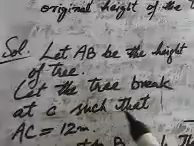 original height of the
Sol. Let AB be the height
of tree.
Let the tree break
at C such that
AC = 12m